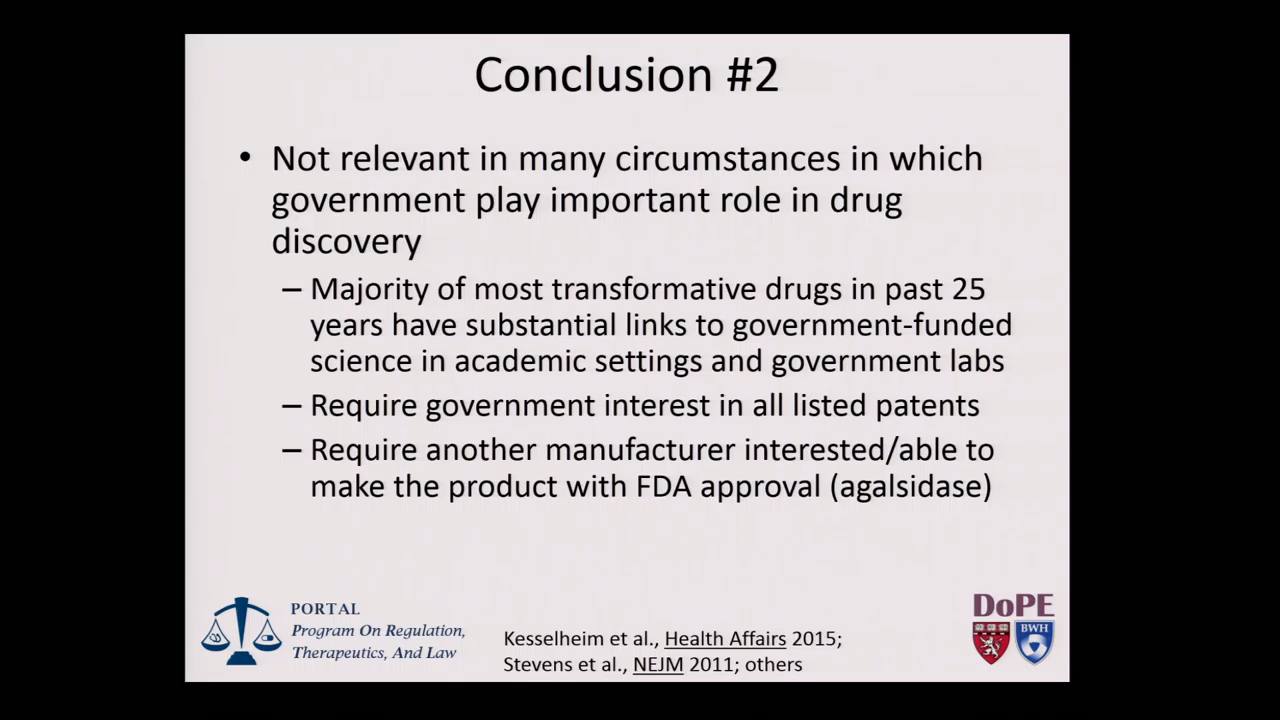 Conclusion #2
• Not relevant in many circumstances in which
government play important role in drug
discovery
– Majority of most transformative drugs in past 25
years have substantial links to government-funded
science in academic settings and government labs
– Require government interest in all listed patents
– Require another manufacturer interested/able to
make the product with FDA approval (agalsidase)
PORTAL
Program On Regulation,
Therapeutics, And Law
Kesselheim et al., Health Affairs 2015;
Stevens et al., NEJM 2011; others
DoPE
BWH